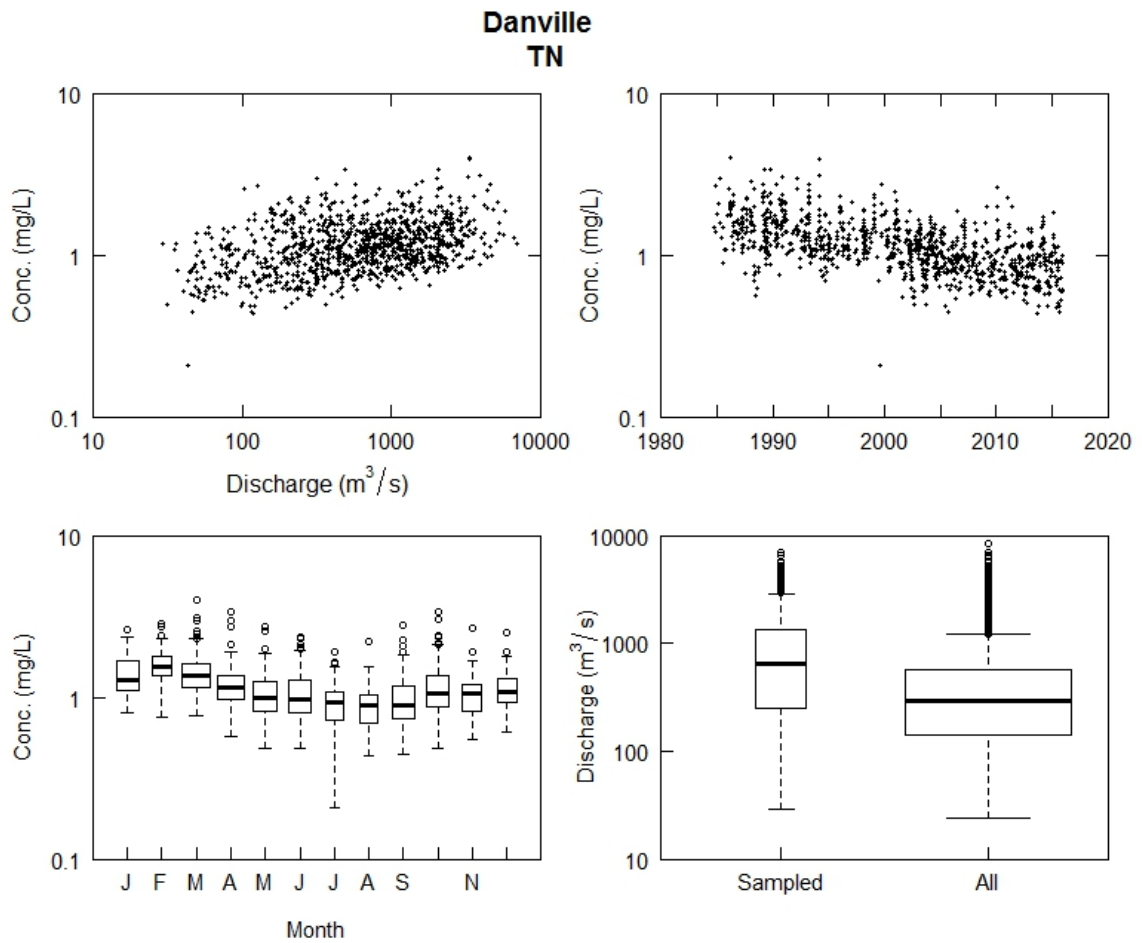 Danville
TN
10
1
0.1
Conc. (mg/L)
10 100 1000 10000
Discharge (m³/s)
10
1
0.1
Conc. (mg/L)
1980 1990 2000 2010 2020
10
1
0.1
Conc. (mg/L)
J F M A M J J A S N
Month
10000
1000
100
10
Discharge (m³/s)
Sampled All